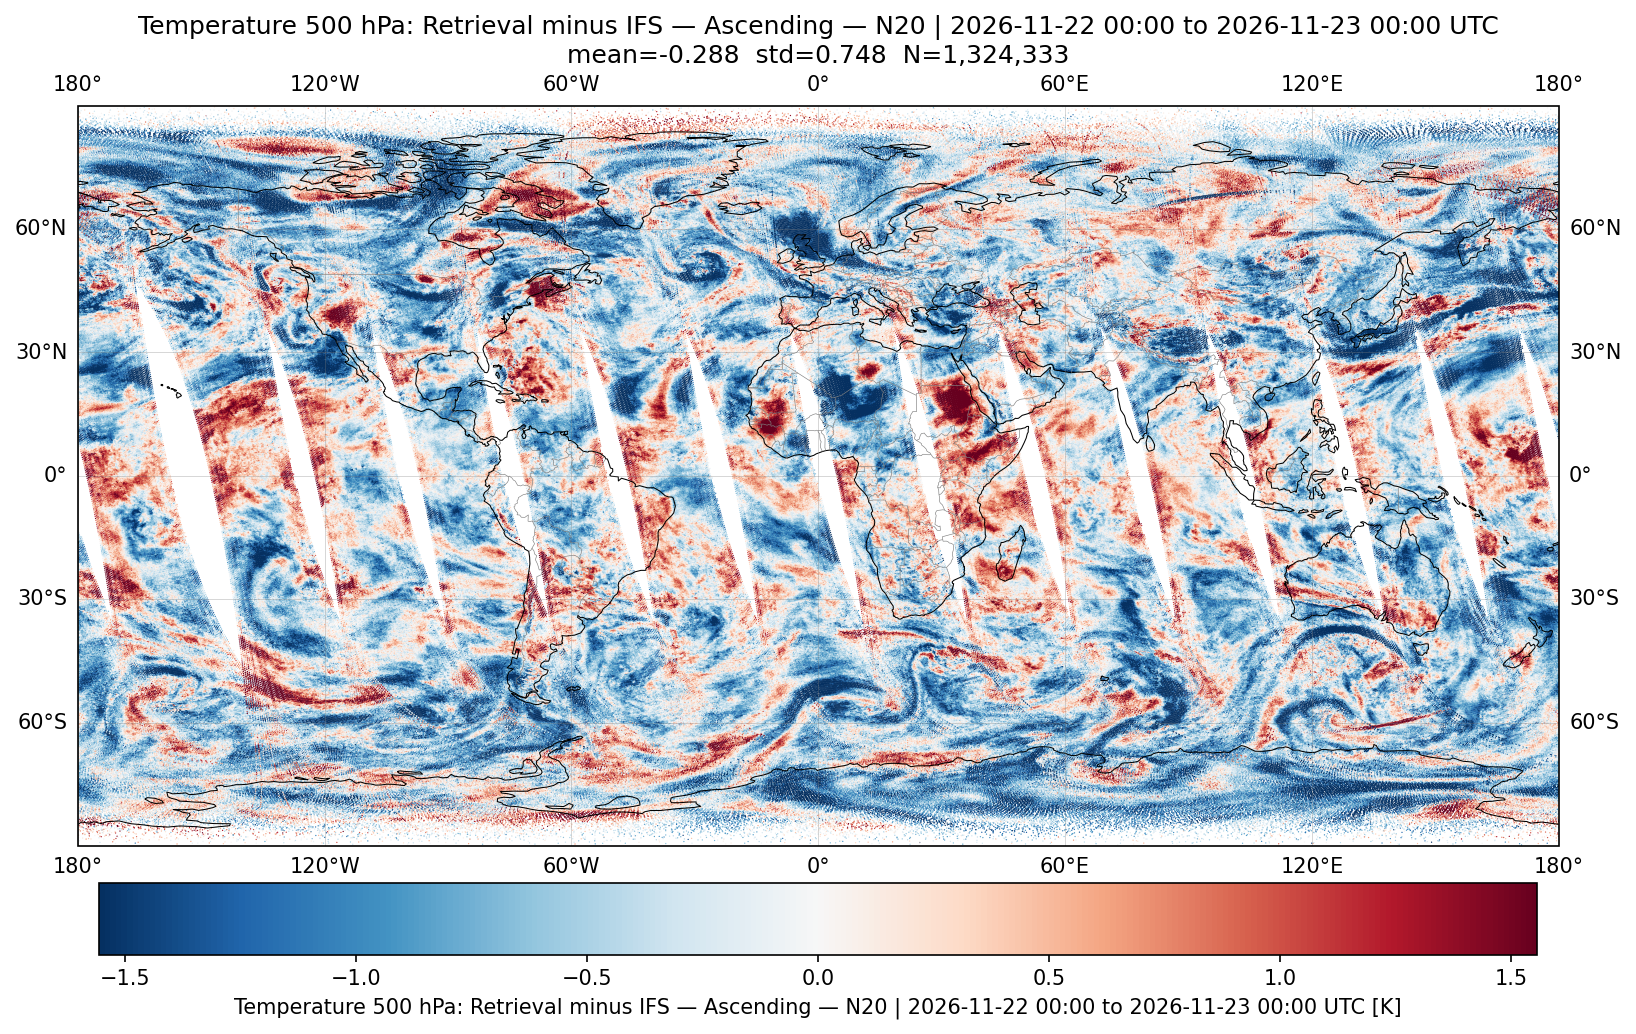 Temperature 500 hPa: Retrieval minus IFS — Ascending — N20 | 2026-11-22 00:00 to 2026-11-23 00:00 UTC
mean=-0.288  std=0.748  N=1,324,333
180° 120°W 60°W 0° 60°E 120°E 180°
60°N 60°N
30°N 30°N
0° 0°
30°S 30°S
60°S 60°S
180° 120°W 60°W 0° 60°E 120°E 180°
−1.5 −1.0 −0.5 0.0 0.5 1.0 1.5
Temperature 500 hPa: Retrieval minus IFS — Ascending — N20 | 2026-11-22 00:00 to 2026-11-23 00:00 UTC [K]